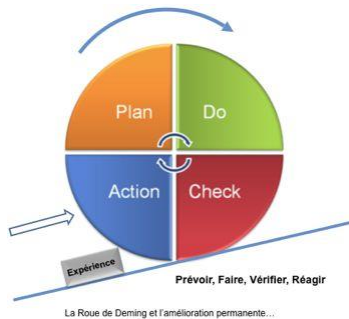 Plan
Do
Action
Check
Expérience
Prévoir, Faire, Vérifier, Réagir
La Roue de Deming et l'amélioration permanente...